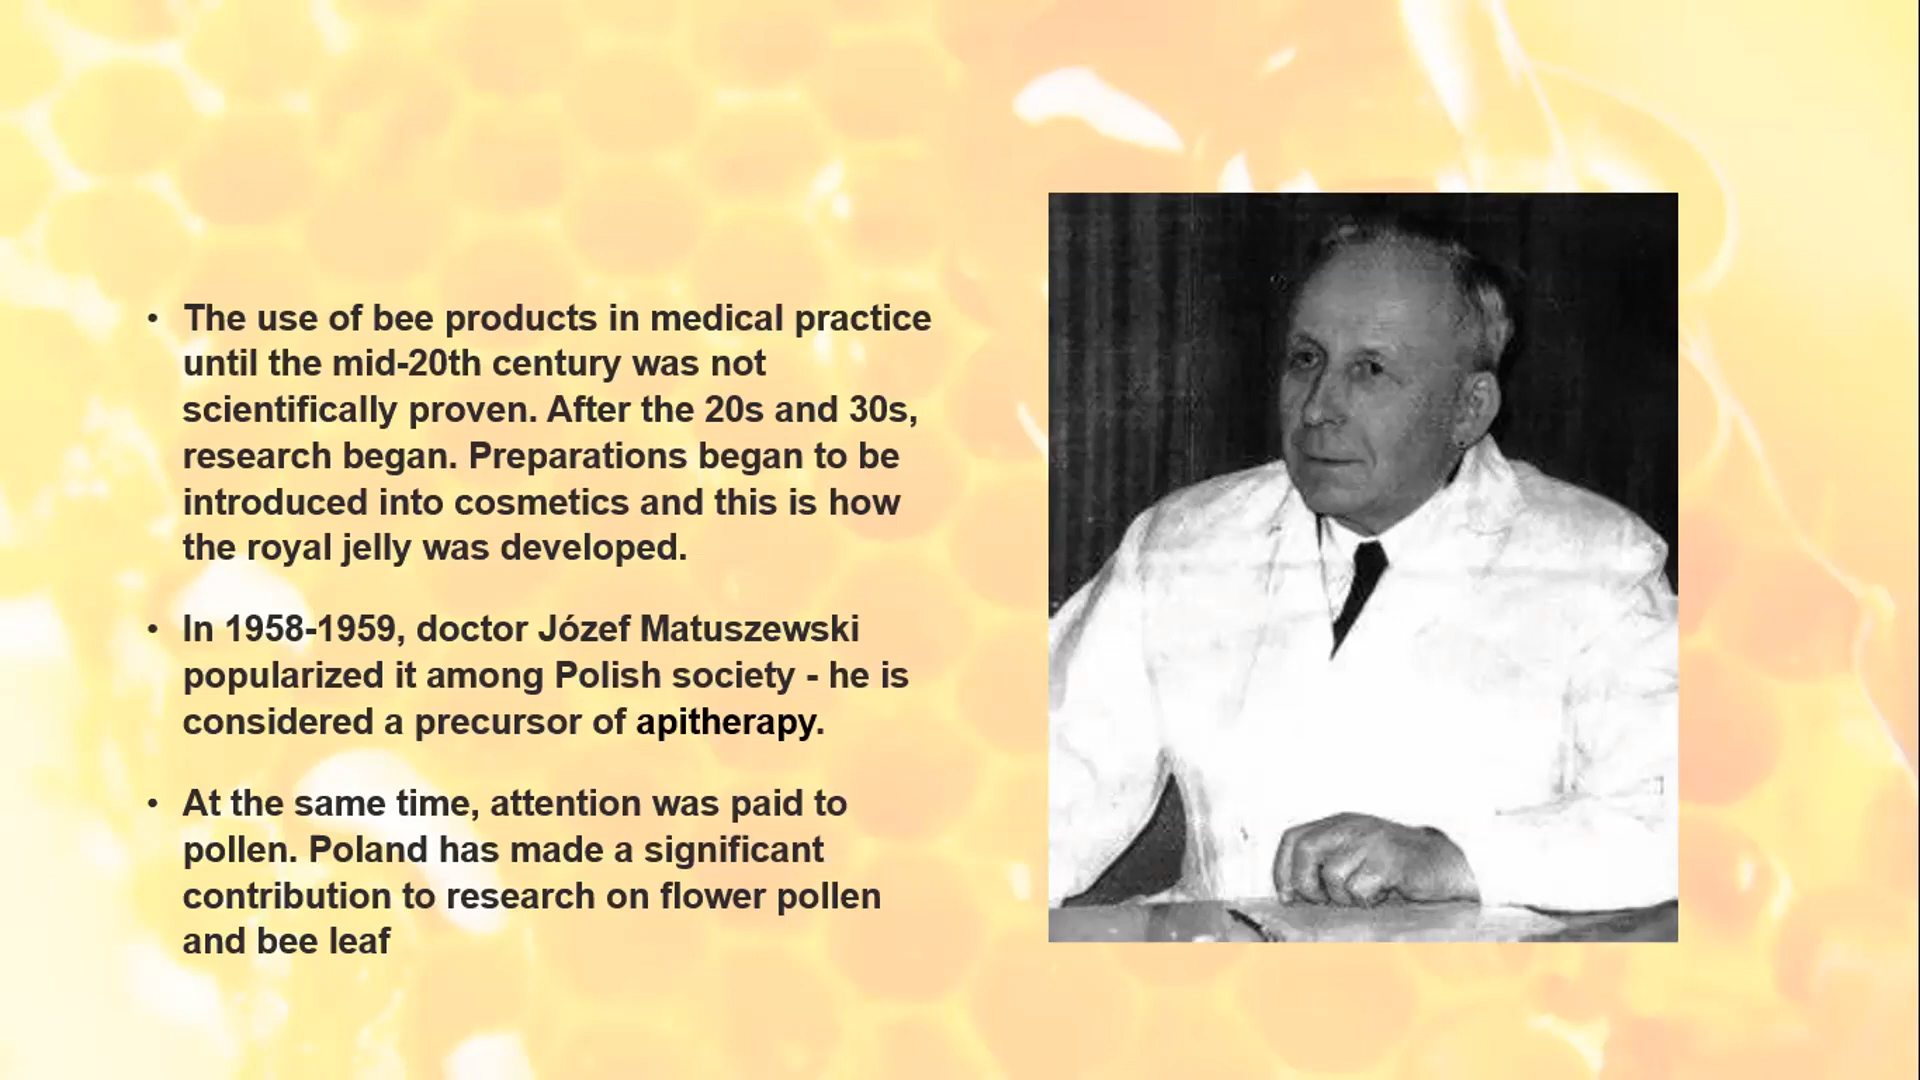 • The use of bee products in medical practice
until the mid-20th century was not
scientifically proven. After the 20s and 30s,
research began. Preparations began to be
introduced into cosmetics and this is how
the royal jelly was developed.
• In 1958-1959, doctor Józef Matuszewski
popularized it among Polish society - he is
considered a precursor of apitherapy.
• At the same time, attention was paid to
pollen. Poland has made a significant
contribution to research on flower pollen
and bee leaf